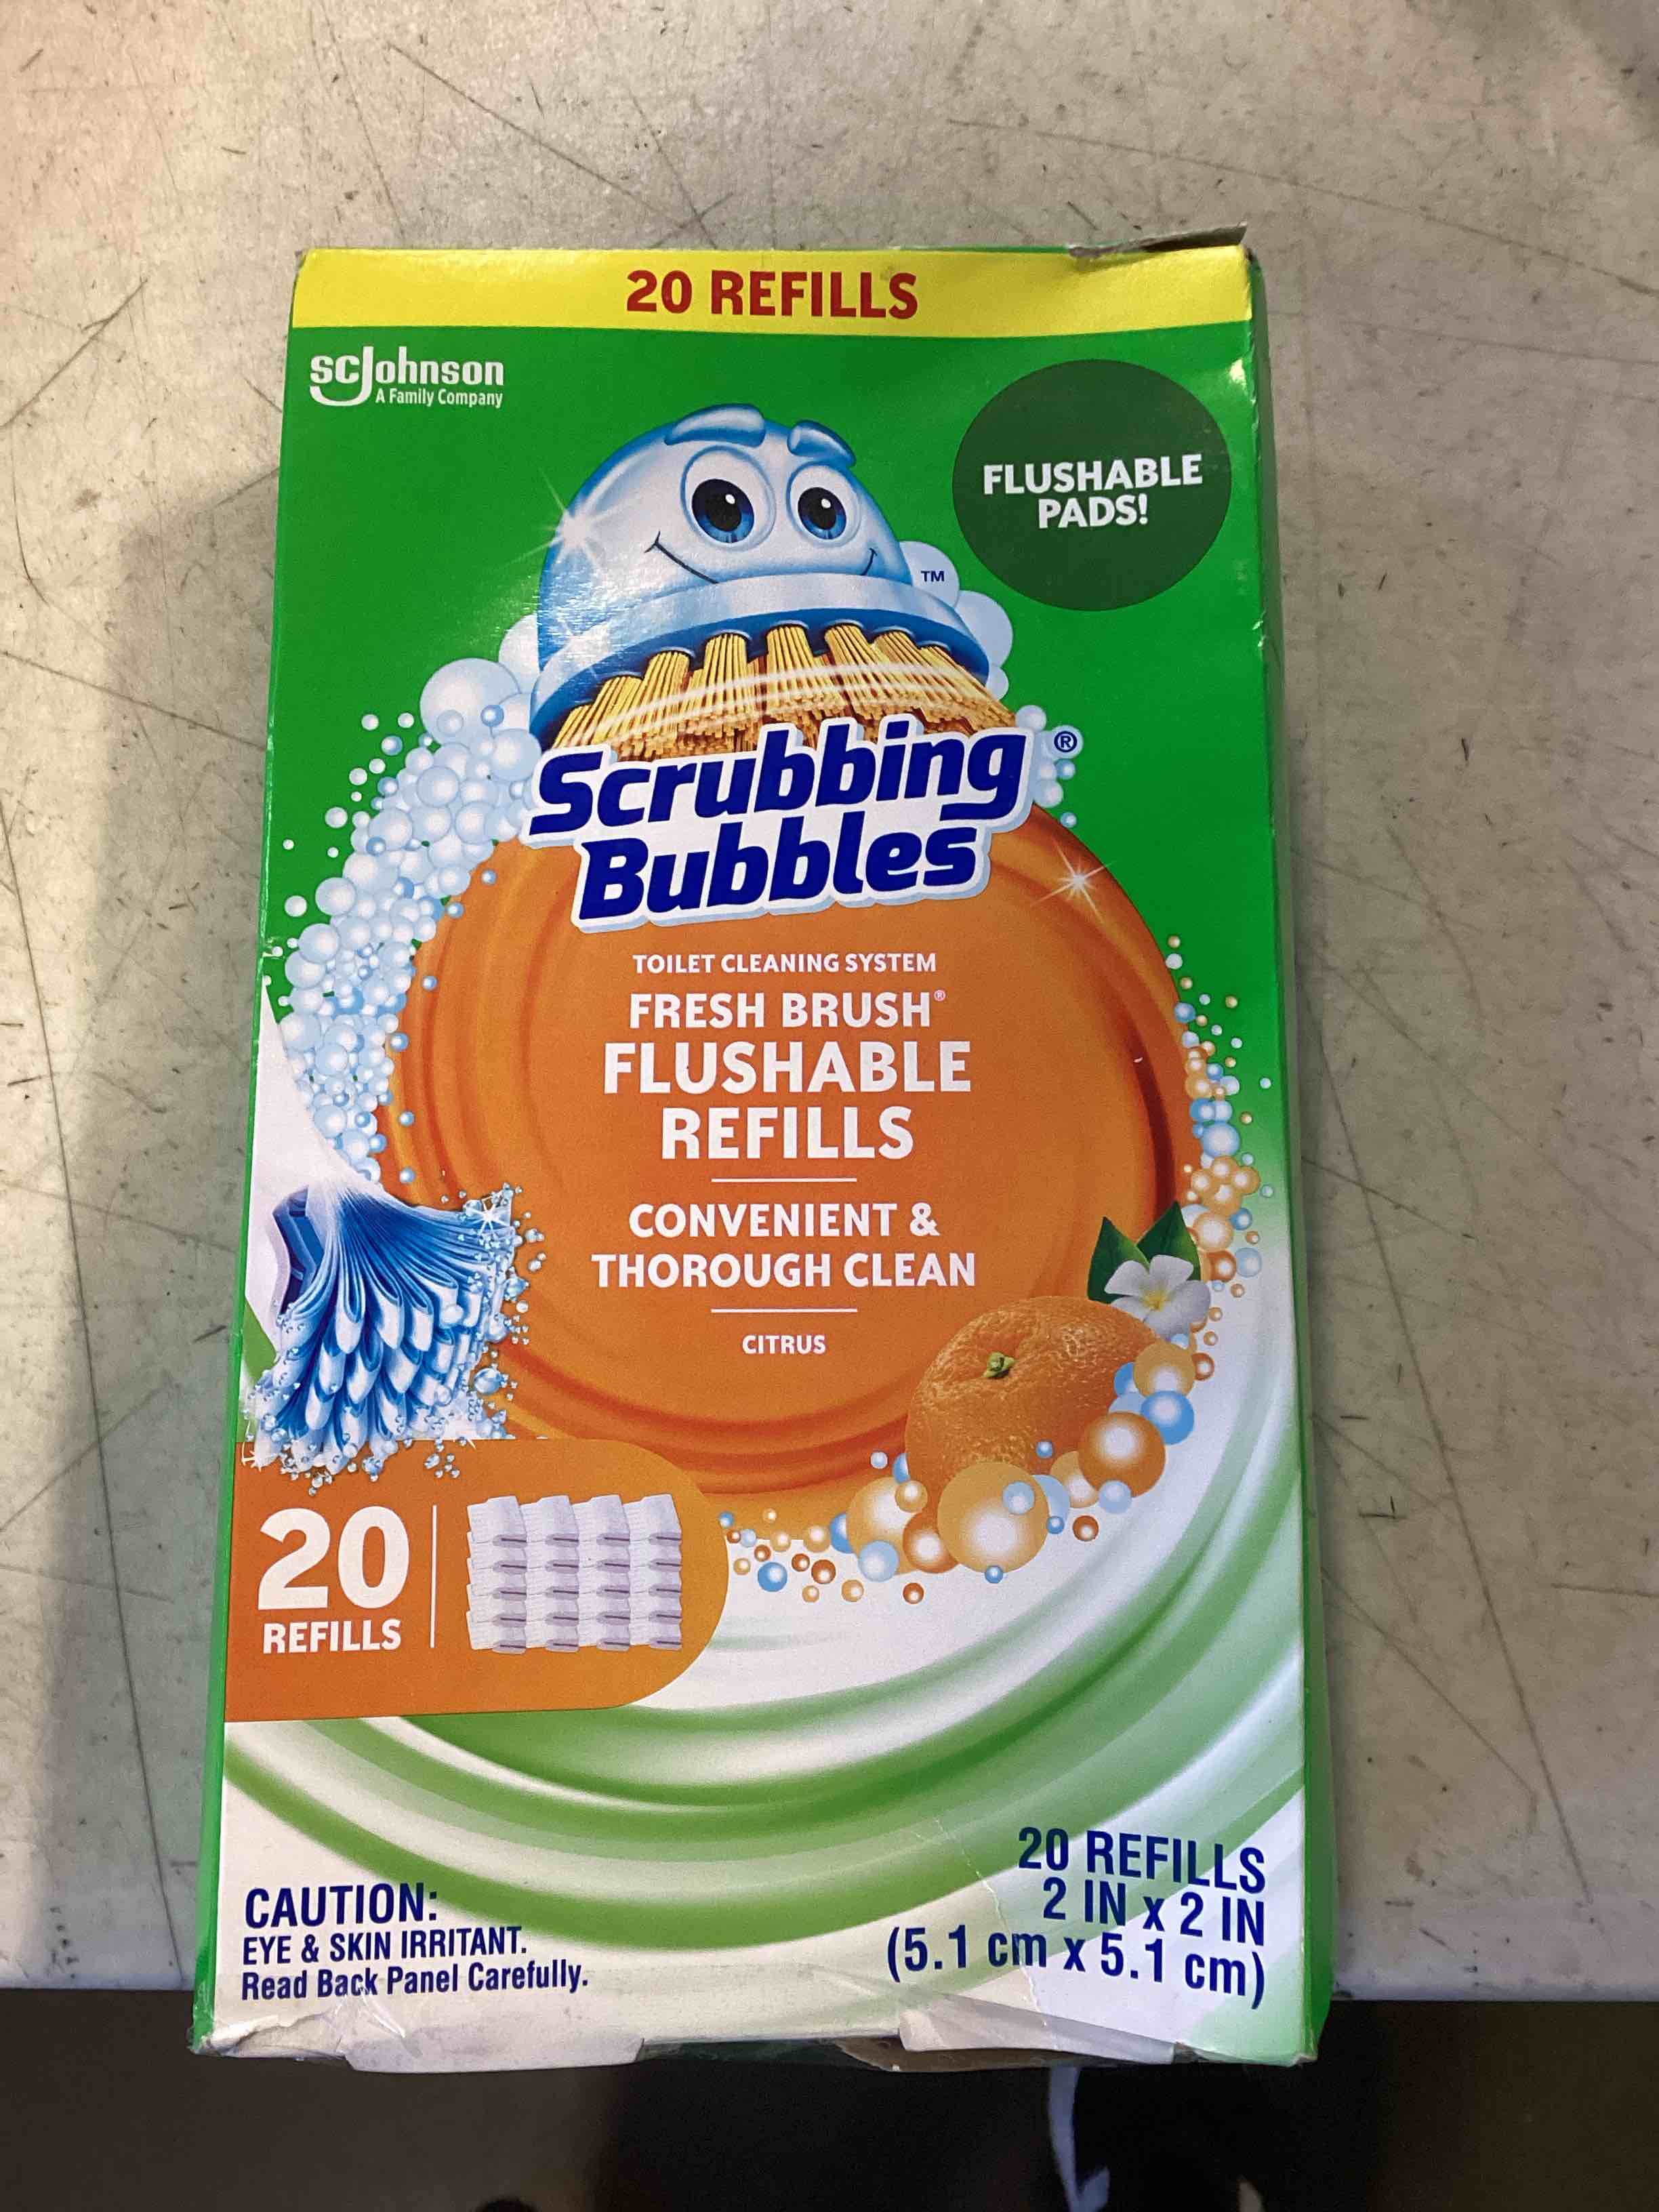 20 REFILLS
SCJohnson
A Family Company
FLUSHABLE
PADS!
TM
Scrubbing®
Bubbles
TOILET CLEANING SYSTEM
FRESH BRUSH®
FLUSHABLE
REFILLS
CONVENIENT &
THOROUGH CLEAN
CITRUS
20
REFILLS
CAUTION:
EYE & SKIN IRRITANT.
Read Back Panel Carefully.
20 REFILLS
2 IN x 2 IN
(5.1 cm x 5.1 cm)